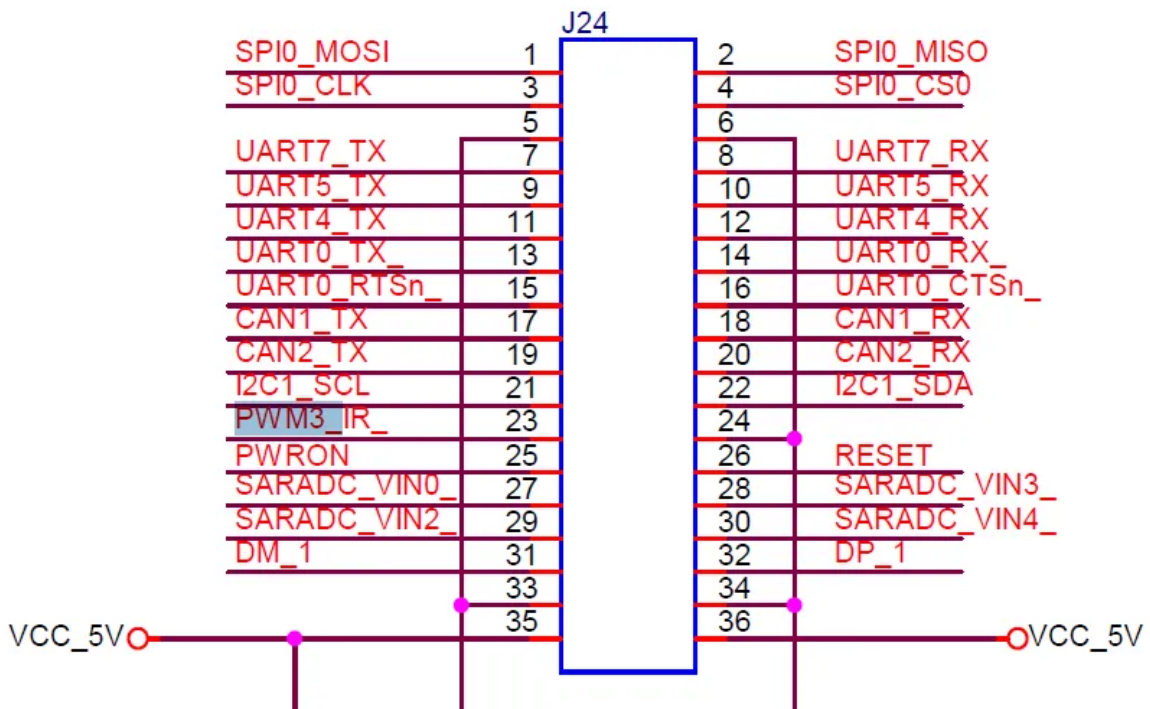 J24
SPI0_MOSI 1 2 SPI0_MISO
SPI0_CLK 3 4 SPI0_CS0
5 6
UART7_TX 7 8 UART7_RX
UART5_TX 9 10 UART5_RX
UART4_TX 11 12 UART4_RX
UART0_TX_ 13 14 UART0_RX_
UART0_RTSn_ 15 16 UART0_CTSn_
CAN1_TX 17 18 CAN1_RX
CAN2_TX 19 20 CAN2_RX
I2C1_SCL 21 22 I2C1_SDA
PWM3_IR_ 23 24
PWRON 25 26 RESET
SARADC_VIN0_ 27 28 SARADC_VIN3_
SARADC_VIN2_ 29 30 SARADC_VIN4_
DM_1 31 32 DP_1
33 34
VCC_5V 35 36 VCC_5V